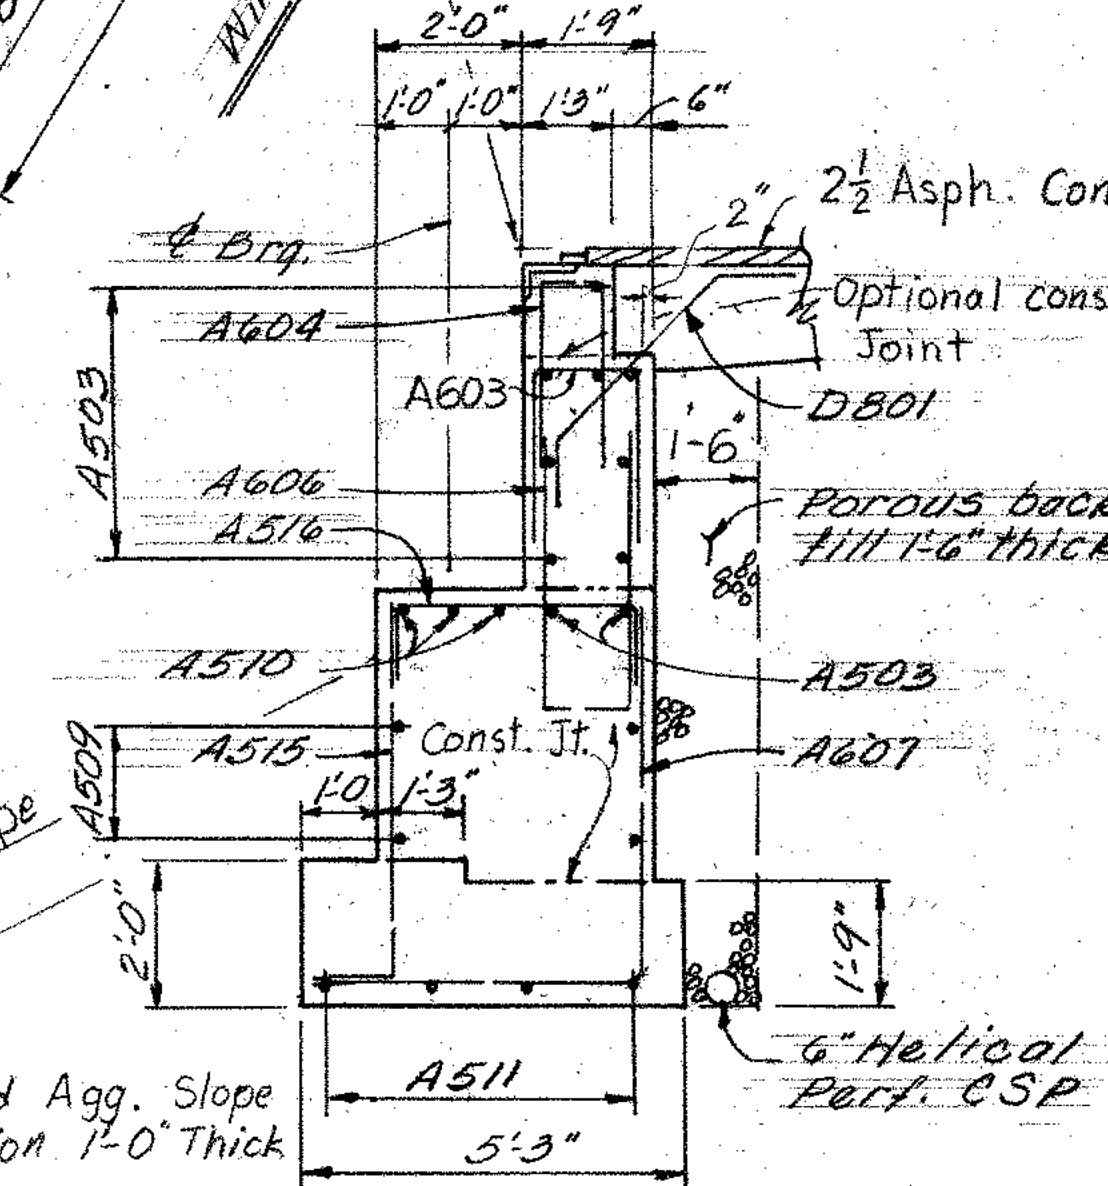 2'-0" 1'-9"
1'-0" 1'-0" 1'-3" 6"
2" 2½ Asph. Con
℄ Brg.
Optional cons
Joint
A604
A603
D801
A503
1'-6"
A606
A516
Porous back
fill 1'-6" thick
A510
A503
A509
A515
Const. Jt.
A607
1'-0 1'-3"
2'-0"
1'-9"
6" Helical
Perf. CSP
A511
Agg. Slope
1'-0" Thick
5'-3"